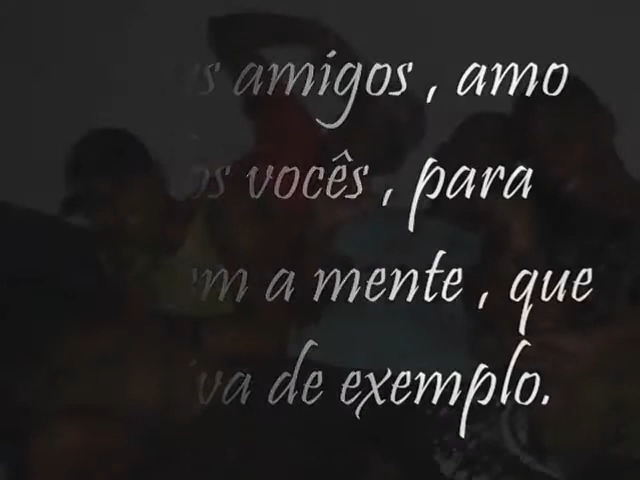 amigos , amo
vocês , para
a mente , que
de exemplo.